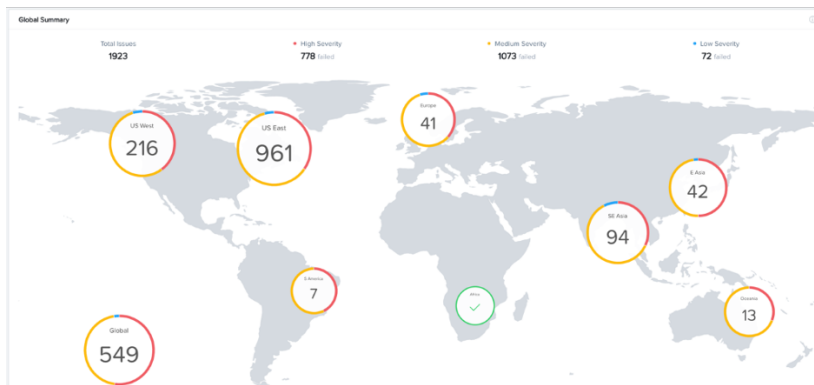 Global Summary
Total Issues
1923
High Severity
778 failed
Medium Severity
1073 failed
Low Severity
72 failed
US West
216
US East
961
Europe
41
E Asia
42
SE Asia
94
S America
7
Africa
Oceania
13
Global
549